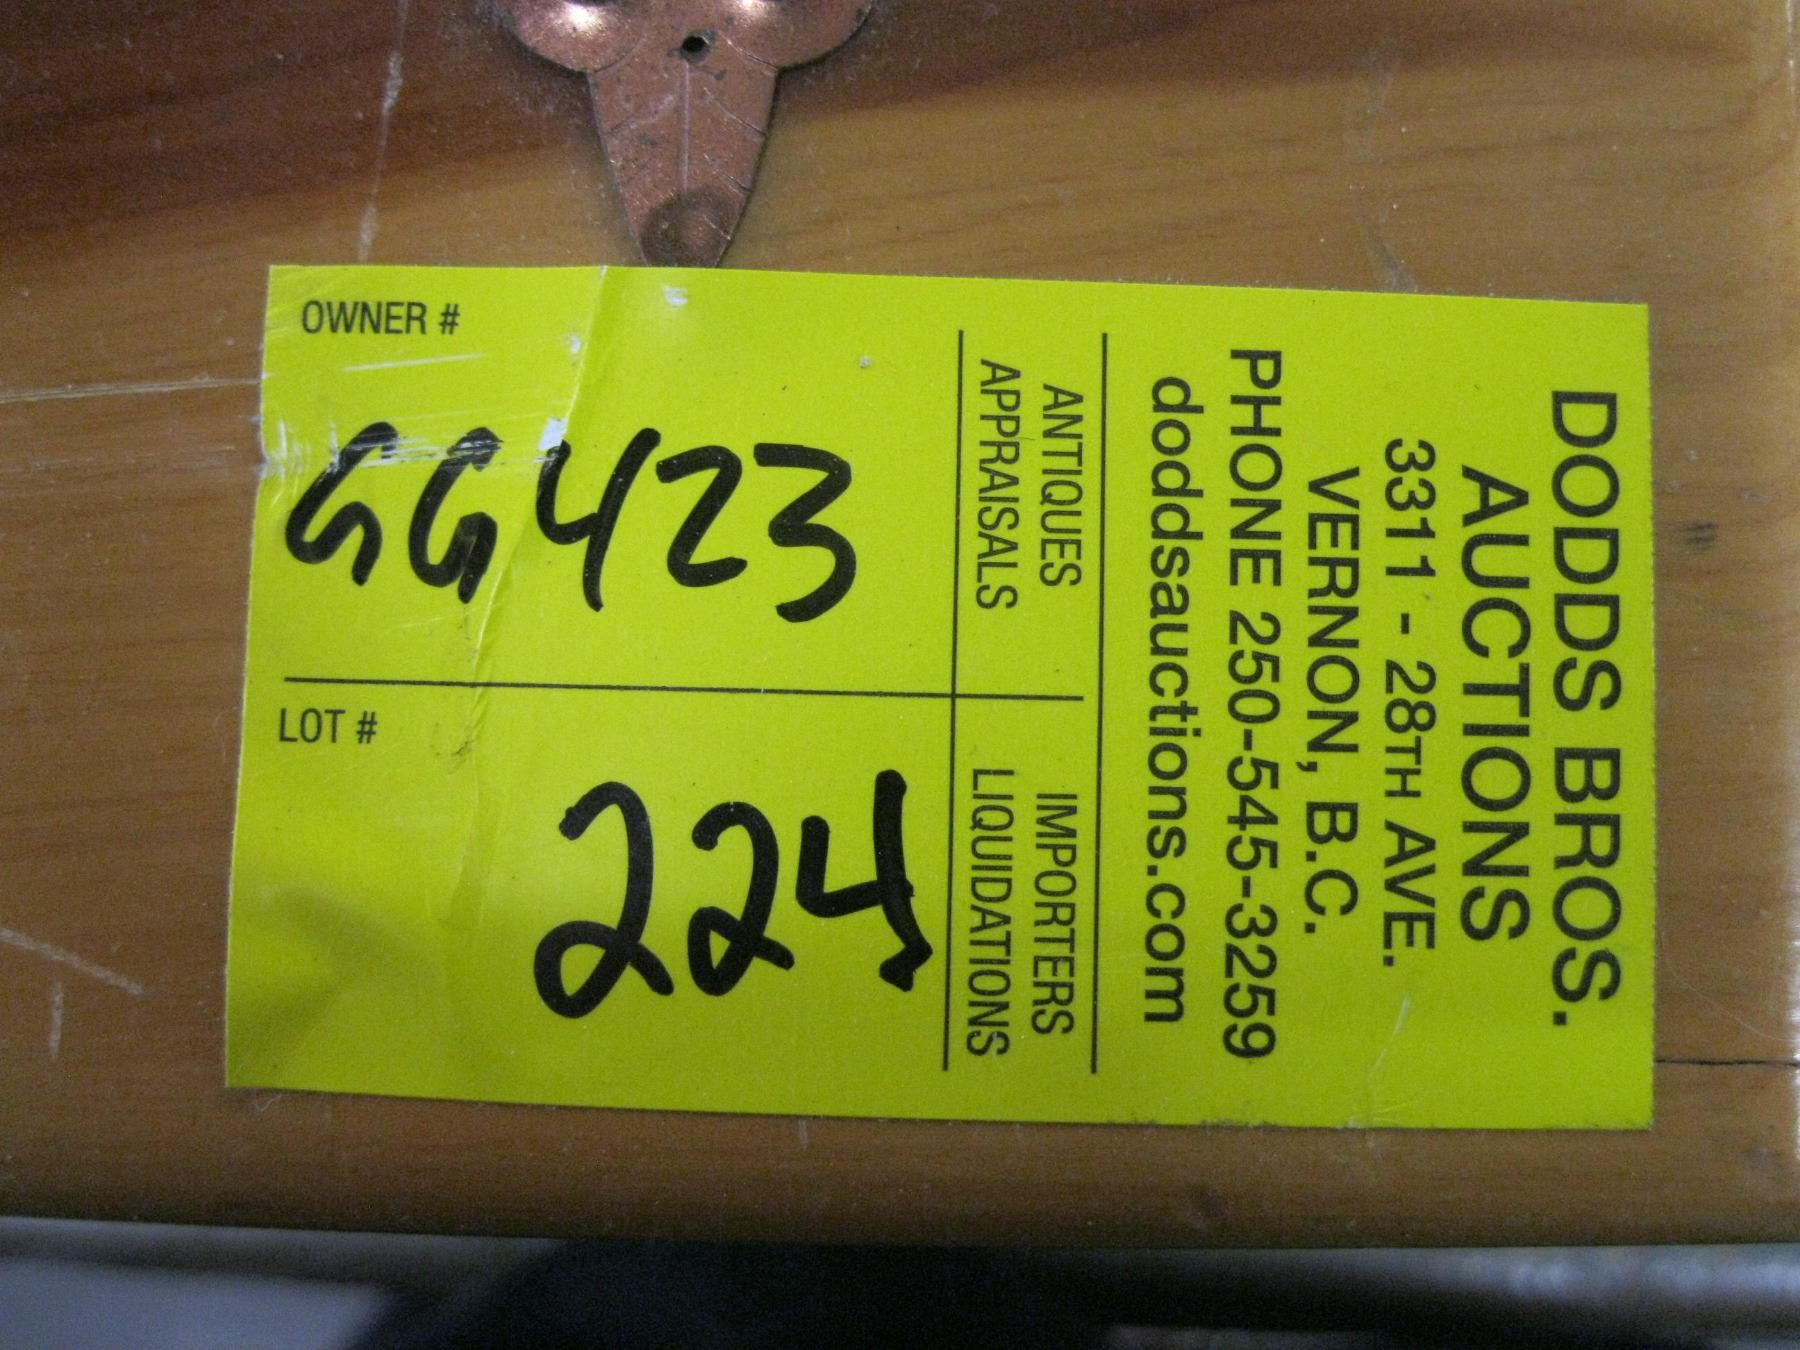 OWNER #
GG423
LOT #
224
ANTIQUES
APPRAISALS
IMPORTERS
LIQUIDATIONS
DODDS BROS.
AUCTIONS
3311 - 28TH AVE.
VERNON, B.C.
PHONE 250-545-3259
doddsauctions.com